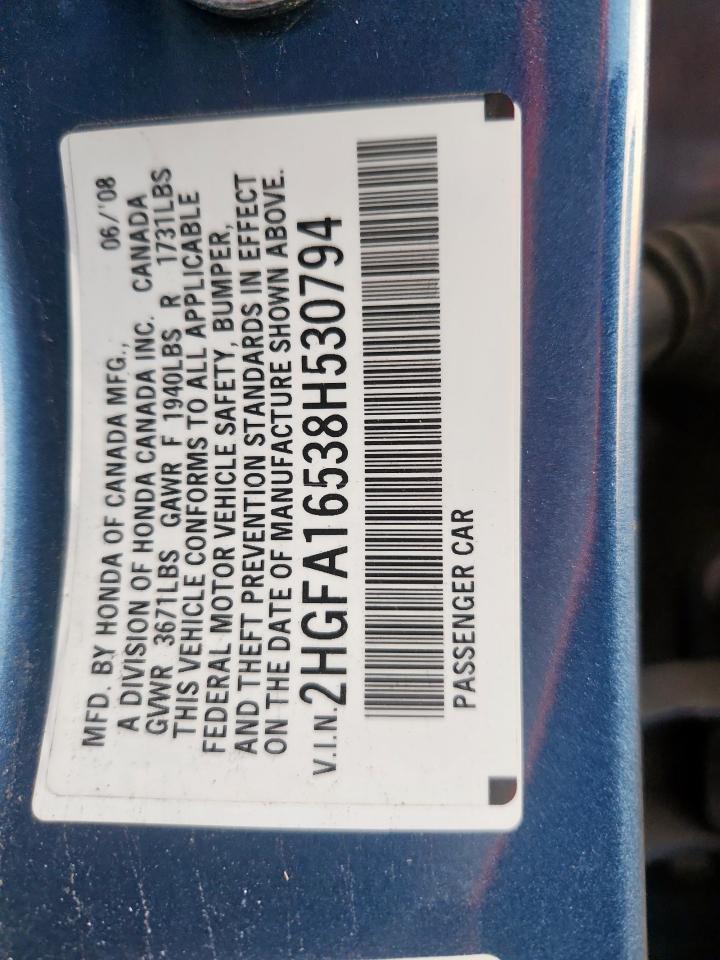 MFD. BY HONDA OF CANADA MFG., 06/'08
A DIVISION OF HONDA CANADA INC. CANADA
GVWR 3671LBS GAWR F 1940LBS R 1731LBS
THIS VEHICLE CONFORMS TO ALL APPLICABLE
FEDERAL MOTOR VEHICLE SAFETY, BUMPER,
AND THEFT PREVENTION STANDARDS IN EFFECT
ON THE DATE OF MANUFACTURE SHOWN ABOVE.
V.I.N. 2HGFA16538H530794
PASSENGER CAR